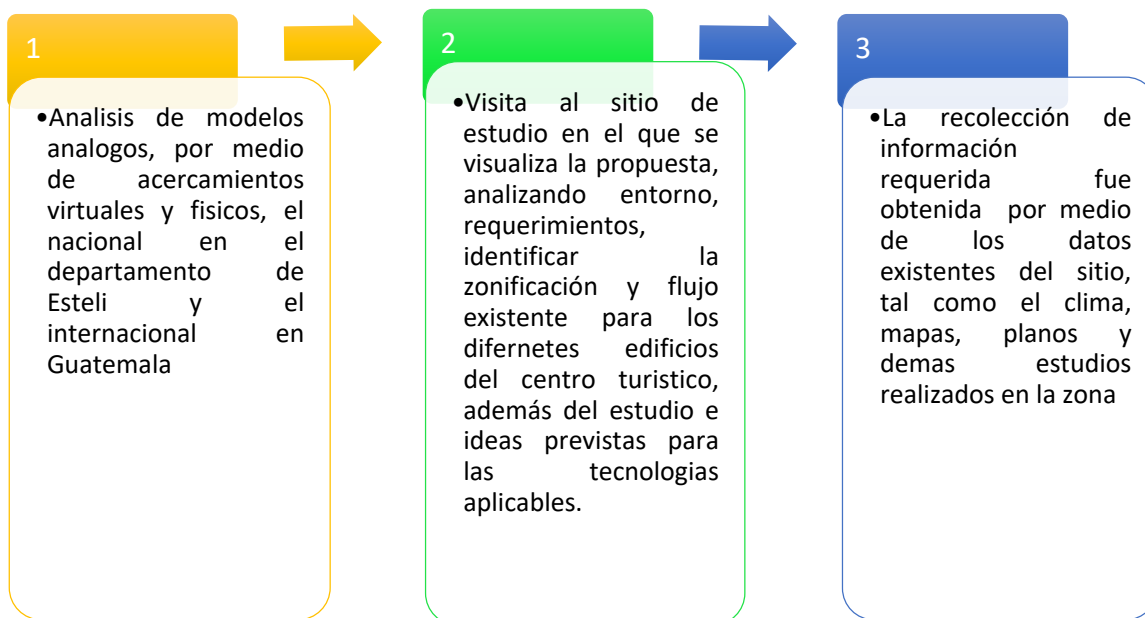 1
•Analisis de modelos
analogos, por medio
de acercamientos
virtuales y fisicos, el
nacional en el
departamento de
Esteli y el
internacional en
Guatemala
2
•Visita al sitio de
estudio en el que se
visualiza la propuesta,
analizando entorno,
requerimientos,
identificar la
zonificación y flujo
existente para los
difernetes edificios
del centro turistico,
además del estudio e
ideas previstas para
las tecnologias
aplicables.
3
•La recolección de
información
requerida fue
obtenida por medio
de los datos
existentes del sitio,
tal como el clima,
mapas, planos y
demas estudios
realizados en la zona